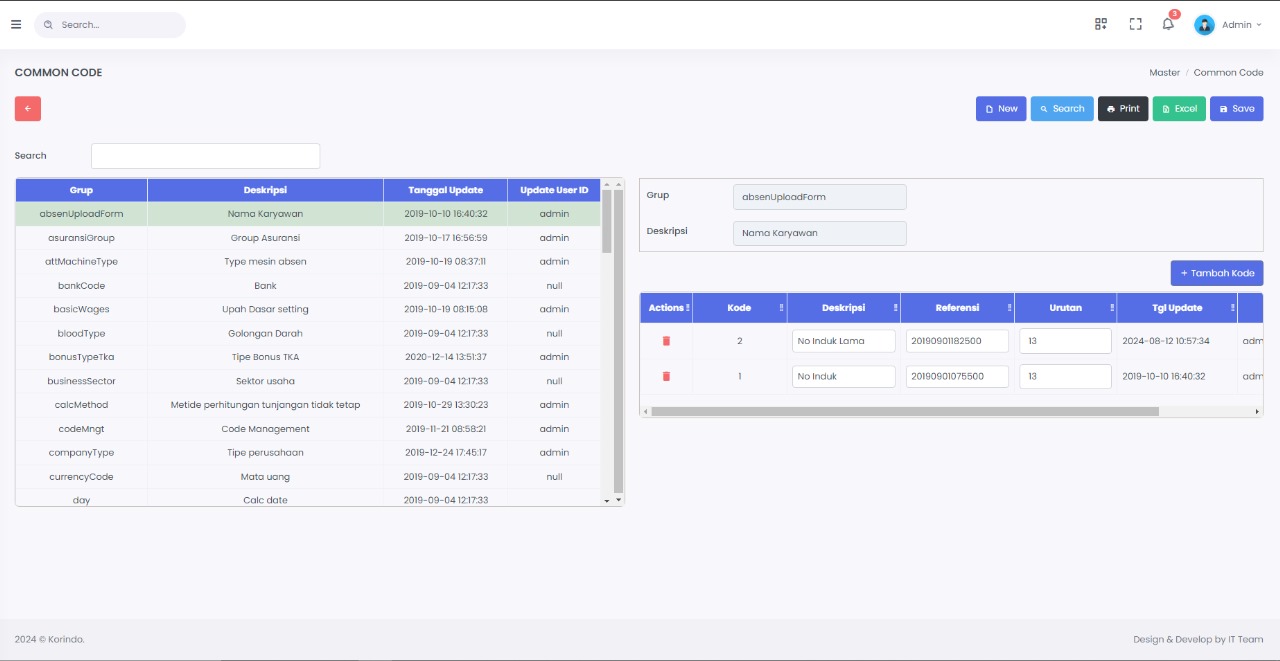 Search...
3
Admin
COMMON CODE
Master / Common Code
New Search Print Excel Save
Search
Grup Deskripsi Tanggal Update Update User ID
absenUploadForm Nama Karyawan 2019-10-10 16:40:32 admin
asuransiGroup Group Asuransi 2019-10-17 16:56:59 admin
attMachineType Type mesin absen 2019-10-19 08:37:11 admin
bankCode Bank 2019-09-04 12:17:33 null
basicWages Upah Dasar setting 2019-10-19 08:15:08 admin
bloodType Golongan Darah 2019-09-04 12:17:33 null
bonusTypeTka Tipe Bonus TKA 2020-12-14 13:51:37 admin
businessSector Sektor usaha 2019-09-04 12:17:33 null
calcMethod Metide perhitungan tunjangan tidak tetap 2019-10-29 13:30:23 admin
codeMngt Code Management 2019-11-21 08:58:21 admin
companyType Tipe perusahaan 2019-12-24 17:45:17 admin
currencyCode Mata uang 2019-09-04 12:17:33 null
day Calc date 2019-09-04 12:17:33
Grup absenUploadForm
Deskripsi Nama Karyawan
+ Tambah Kode
Actions Kode Deskripsi Referensi Urutan Tgl Update
2 No Induk Lama 20190901182500 13 2024-08-12 10:57:34 adm
1 No Induk 20190901075500 13 2019-10-10 16:40:32 adm
2024 © Korindo.
Design & Develop by IT Team